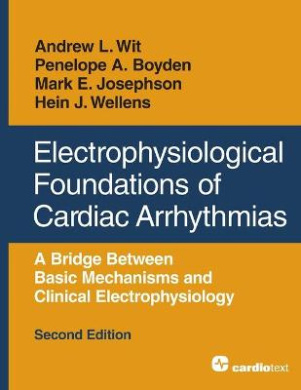 Andrew L. Wit
Penelope A. Boyden
Mark E. Josephson
Hein J. Wellens
Electrophysiological
Foundations of
Cardiac Arrhythmias
A Bridge Between
Basic Mechanisms and
Clinical Electrophysiology
Second Edition
cardiotext